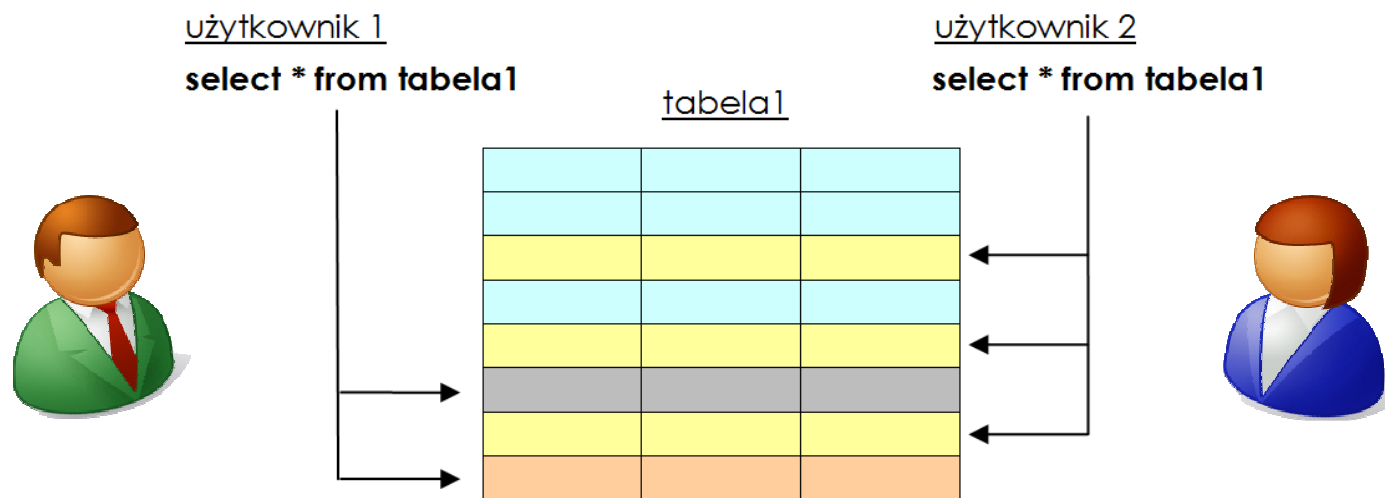 użytkownik 1
select * from tabela1
użytkownik 2
select * from tabela1
tabela1